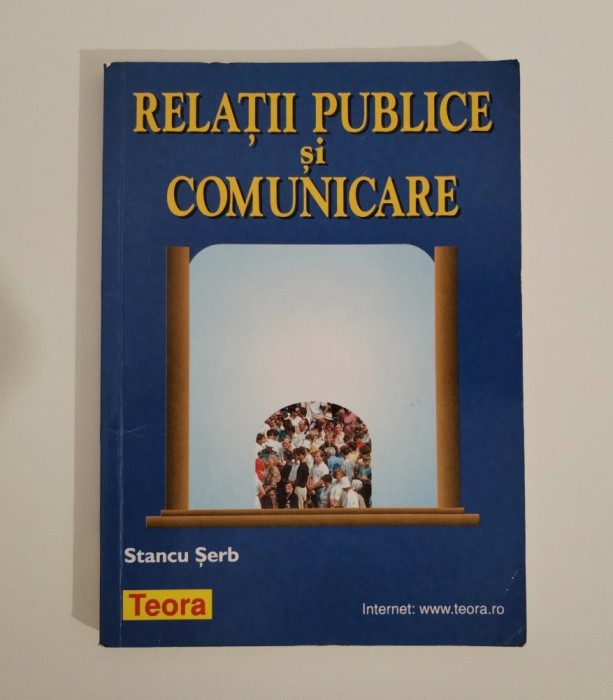 RELAȚII PUBLICE
și
COMUNICARE
Stancu Șerb
Teora
Internet: www.teora.ro